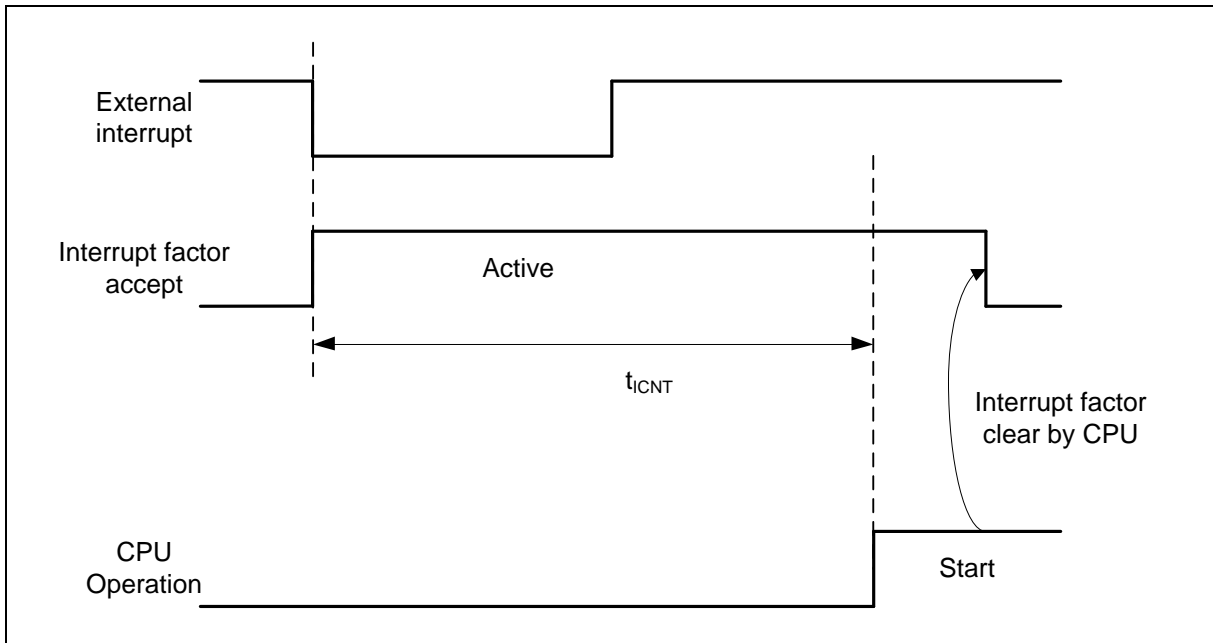 External
interrupt
Interrupt factor
accept
Active
tICNT
Interrupt factor
clear by CPU
CPU
Operation
Start